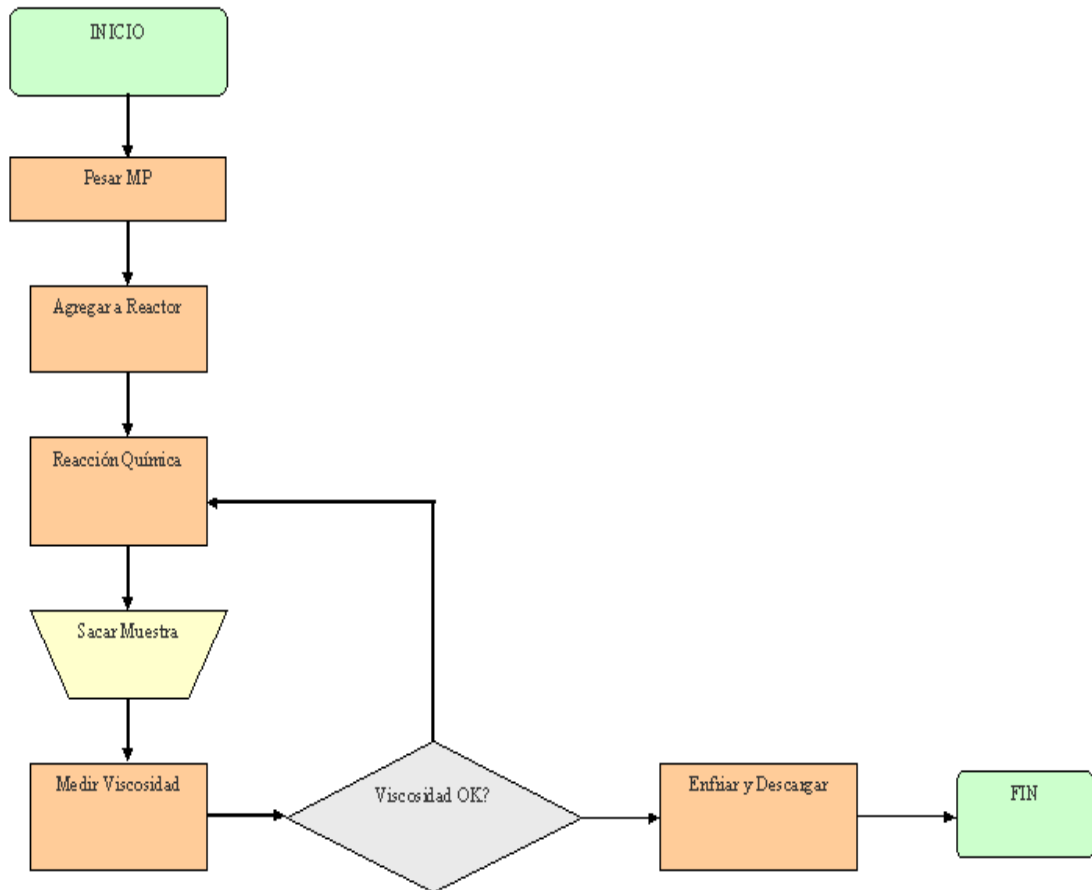 INICIO
Pesar MP
Agregar a Reactor
Reacción Química
Sacar Muestra
Medir Viscosidad
Viscosidad OK?
Enfriar y Descargar
FIN